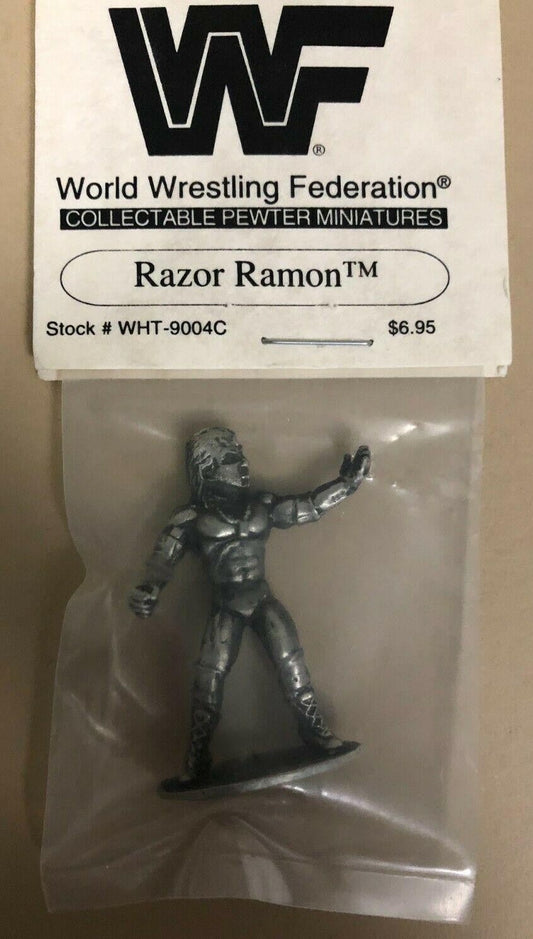 WF®
World Wrestling Federation®
COLLECTABLE PEWTER MINIATURES
Razor Ramon™
Stock # WHT-9004C $6.95